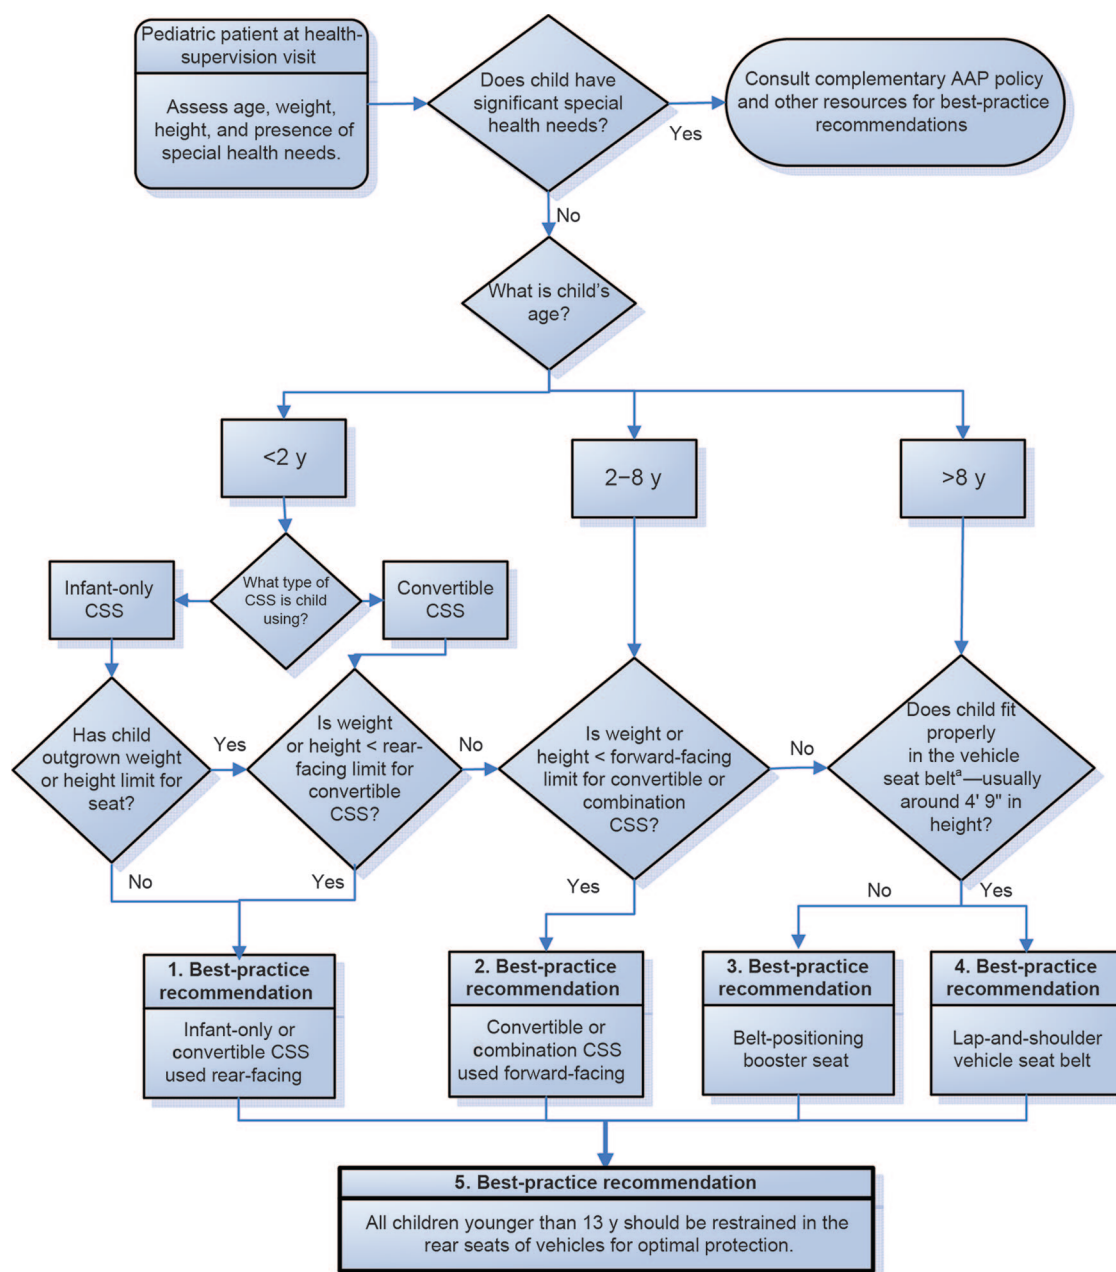 Pediatric patient at health-
supervision visit
Assess age, weight,
height, and presence of
special health needs.
Does child have
significant special
health needs?
Yes
Consult complementary AAP policy
and other resources for best-practice
recommendations
No
What is child's
age?
<2 y
2–8 y
>8 y
Infant-only
CSS
What type of
CSS is child
using?
Convertible
CSS
Has child
outgrown weight
or height limit for
seat?
Yes
Is weight
or height < rear-
facing limit for
convertible
CSS?
No
Is weight or
height < forward-facing
limit for convertible or
combination
CSS?
No
Does child fit
properly
in the vehicle
seat beltª—usually
around 4' 9" in
height?
No
Yes
Yes
No
Yes
1. Best-practice
recommendation
Infant-only or
convertible CSS
used rear-facing
2. Best-practice
recommendation
Convertible or
combination CSS
used forward-facing
3. Best-practice
recommendation
Belt-positioning
booster seat
4. Best-practice
recommendation
Lap-and-shoulder
vehicle seat belt
5. Best-practice recommendation
All children younger than 13 y should be restrained in the
rear seats of vehicles for optimal protection.